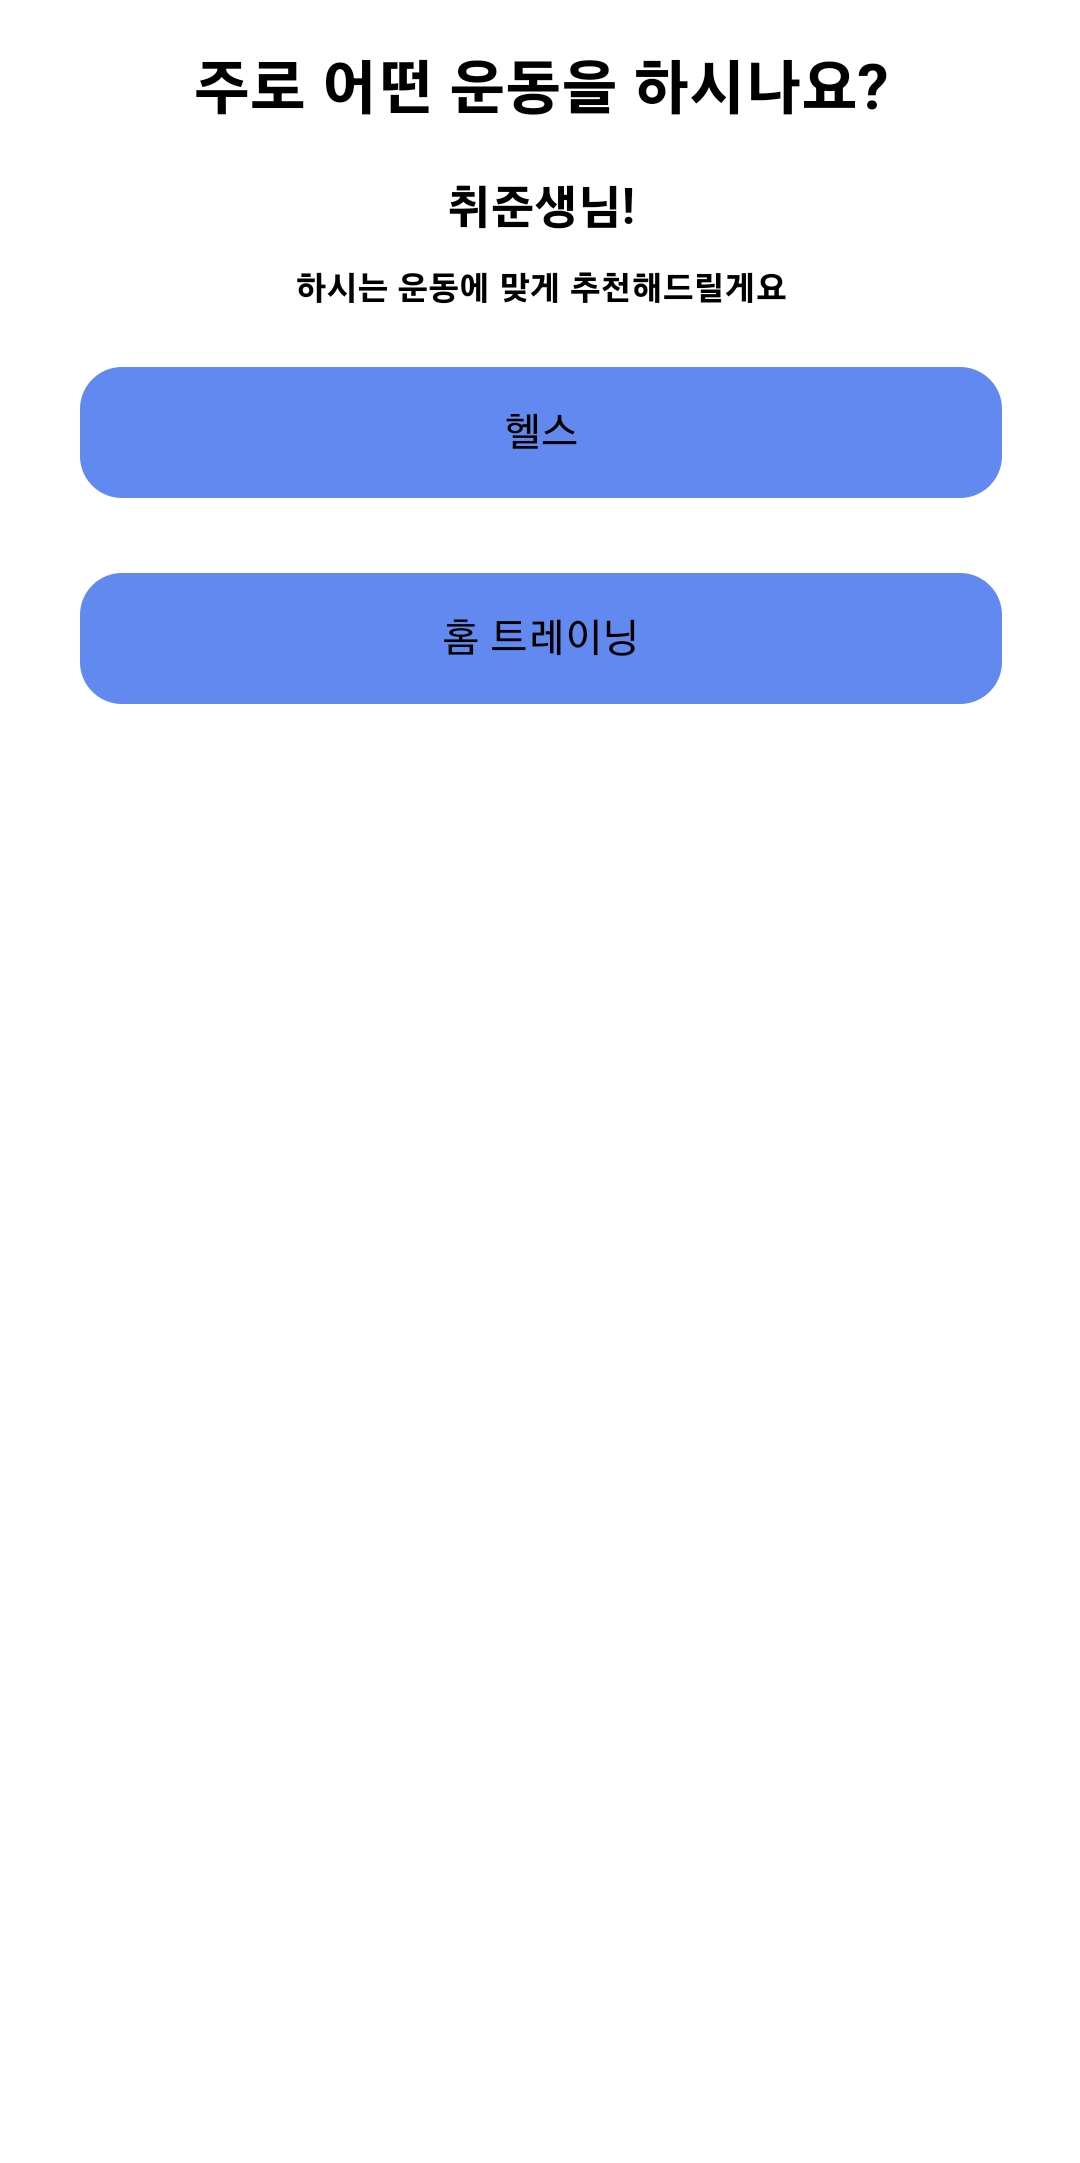 주로 어떤 운동을 하시나요?
취준생님!
하시는 운동에 맞게 추천해드릴게요
헬스
홈 트레이닝